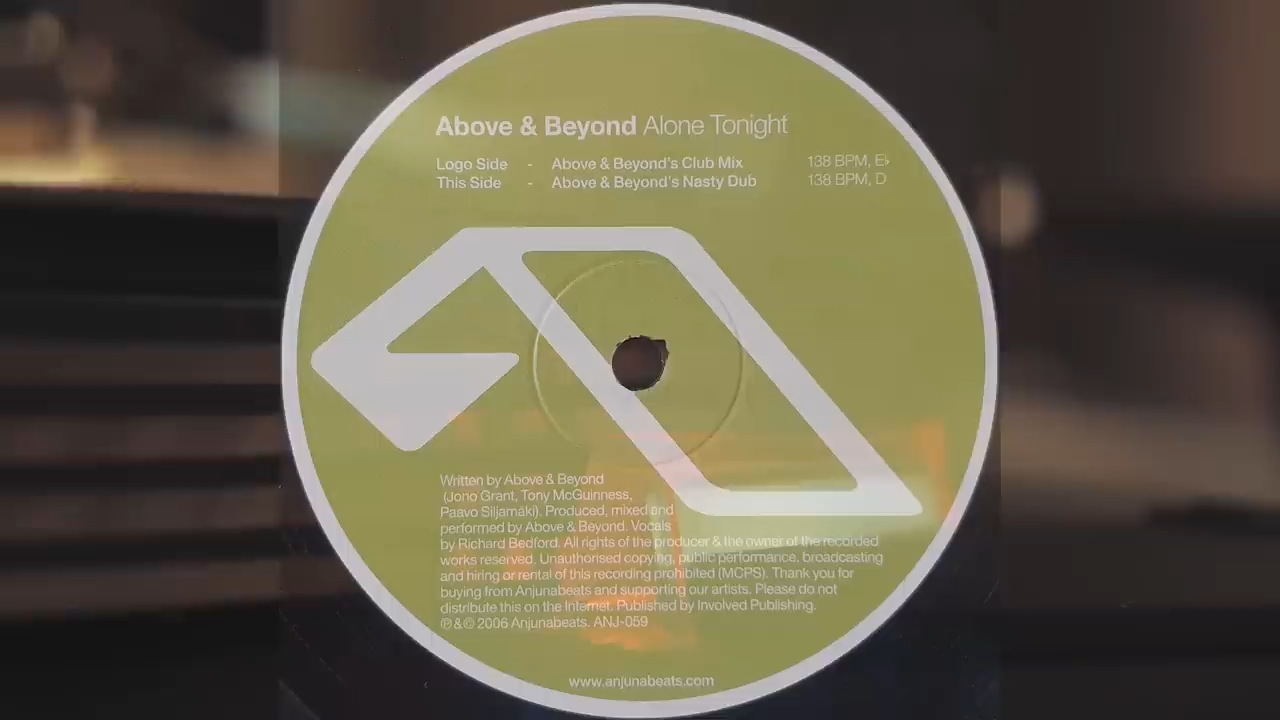 Above & Beyond Alone Tonight
Logo Side - Above & Beyond's Club Mix 138 BPM, E♭
This Side - Above & Beyond's Nasty Dub 138 BPM, D
Written by Above & Beyond
(Jono Grant, Tony McGuinness,
Paavo Siljamäki). Produced, mixed and
performed by Above & Beyond. Vocals
by Richard Bedford. All rights of the producer & the owner of the recorded
works reserved. Unauthorised copying, public performance, broadcasting
and hiring or rental of this recording prohibited (MCPS). Thank you for
buying from Anjunabeats and supporting our artists. Please do not
distribute this on the Internet. Published by Involved Publishing.
℗ & © 2006 Anjunabeats. ANJ-059
www.anjunabeats.com